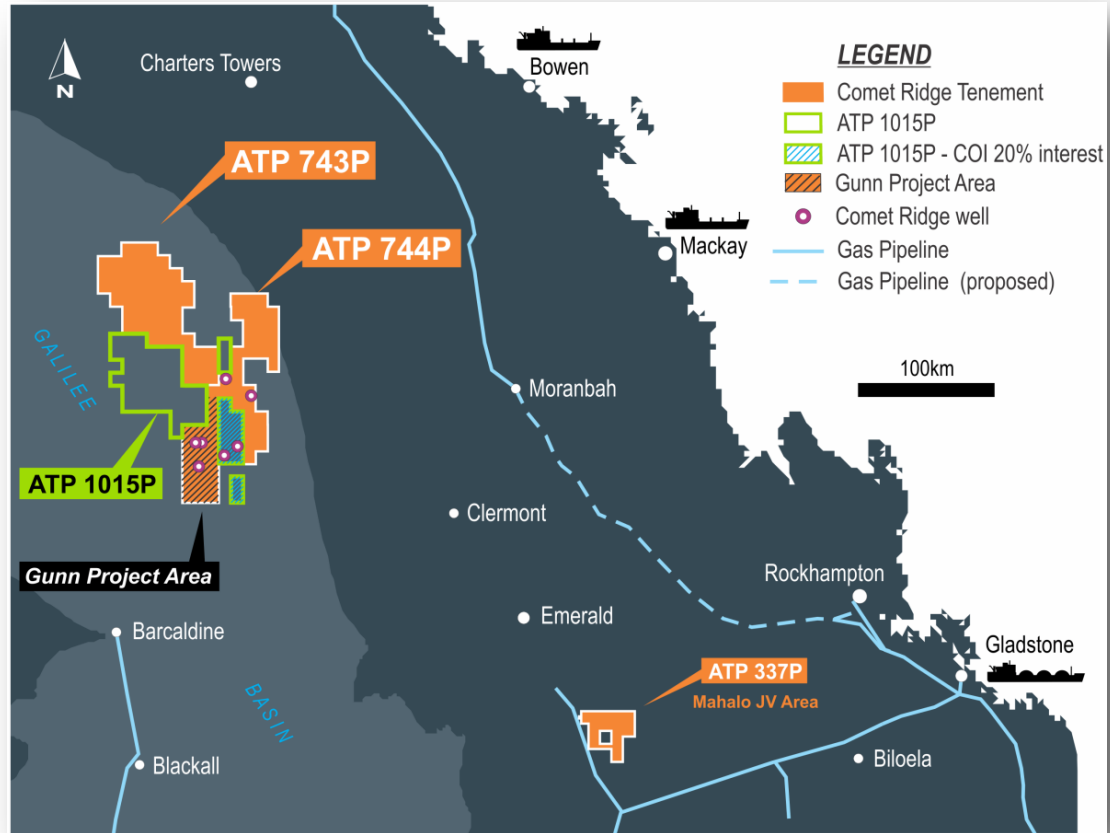 LEGEND
Comet Ridge Tenement
ATP 1015P
ATP 1015P - COI 20% interest
Gunn Project Area
Comet Ridge well
Gas Pipeline
Gas Pipeline (proposed)
100km
N
Charters Towers
Bowen
ATP 743P
Mackay
ATP 744P
GALILEE
Moranbah
ATP 1015P
Clermont
Gunn Project Area
Rockhampton
Emerald
Barcaldine
Gladstone
ATP 337P
Mahalo JV Area
BASIN
Biloela
Blackall